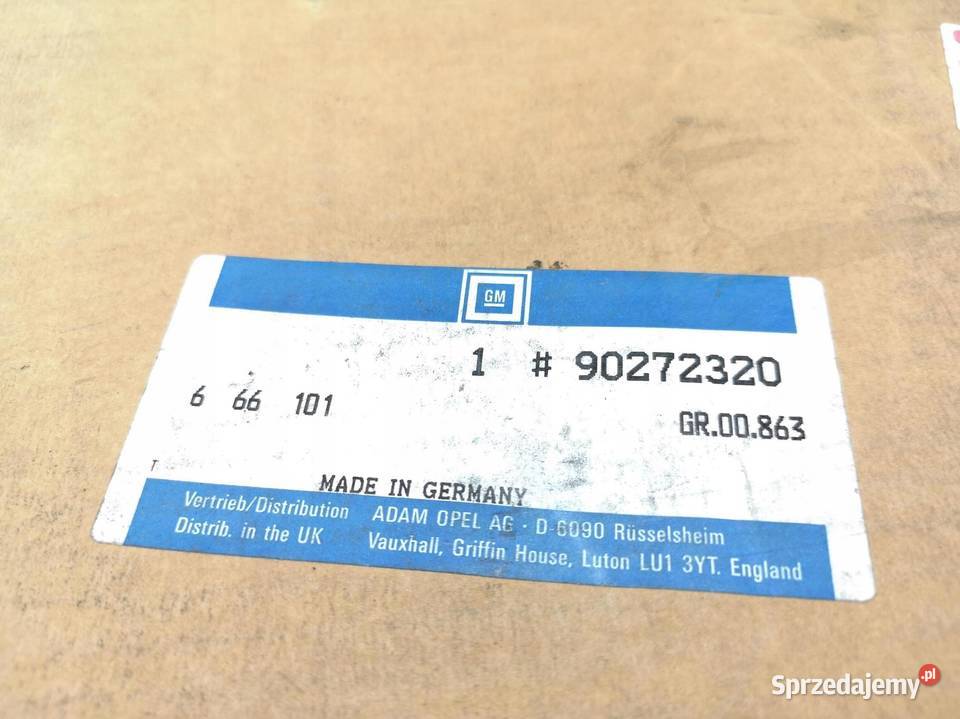 GM
1 # 90272320
6 66 101
GR.00.863
T
MADE IN GERMANY
Vertrieb/Distribution ADAM OPEL AG · D-6090 Rüsselsheim
Distrib. in the UK Vauxhall, Griffin House, Luton LU1 3YT. England
Sprzedajemy.pl